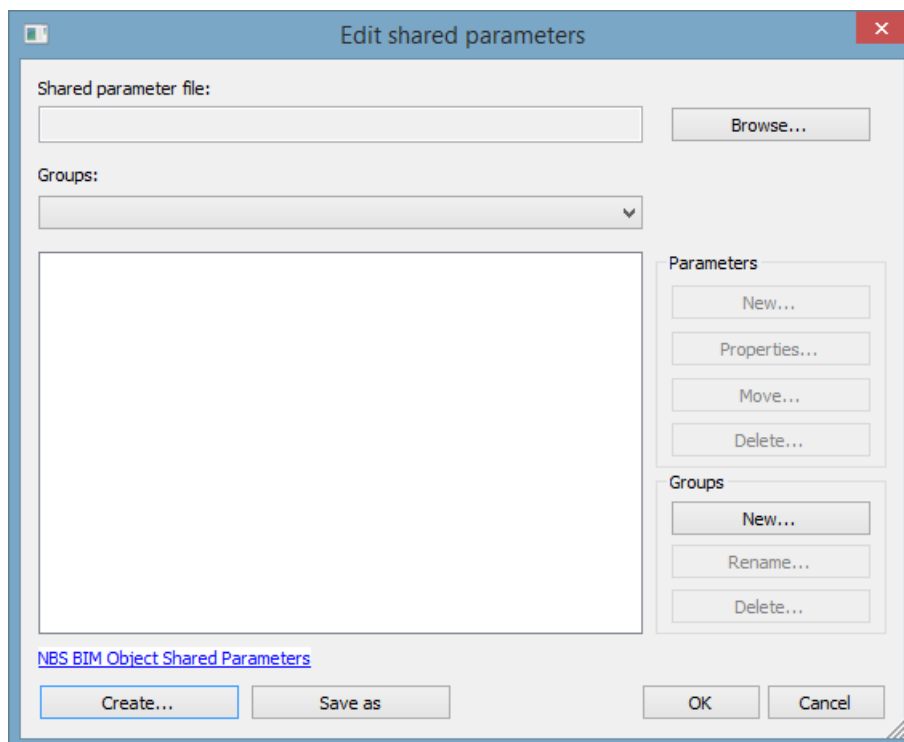 Edit shared parameters
Shared parameter file:
Browse...
Groups:
Parameters
New...
Properties...
Move...
Delete...
Groups
New...
Rename...
Delete...
NBS BIM Object Shared Parameters
Create...
Save as
OK
Cancel